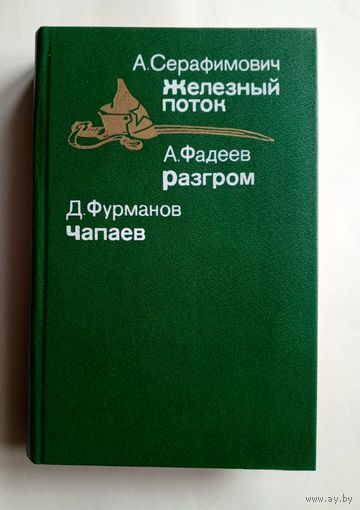 А.Серафимович
Железный
поток
А.Фадеев
Разгром
Д.Фурманов
Чапаев
www.ay.by